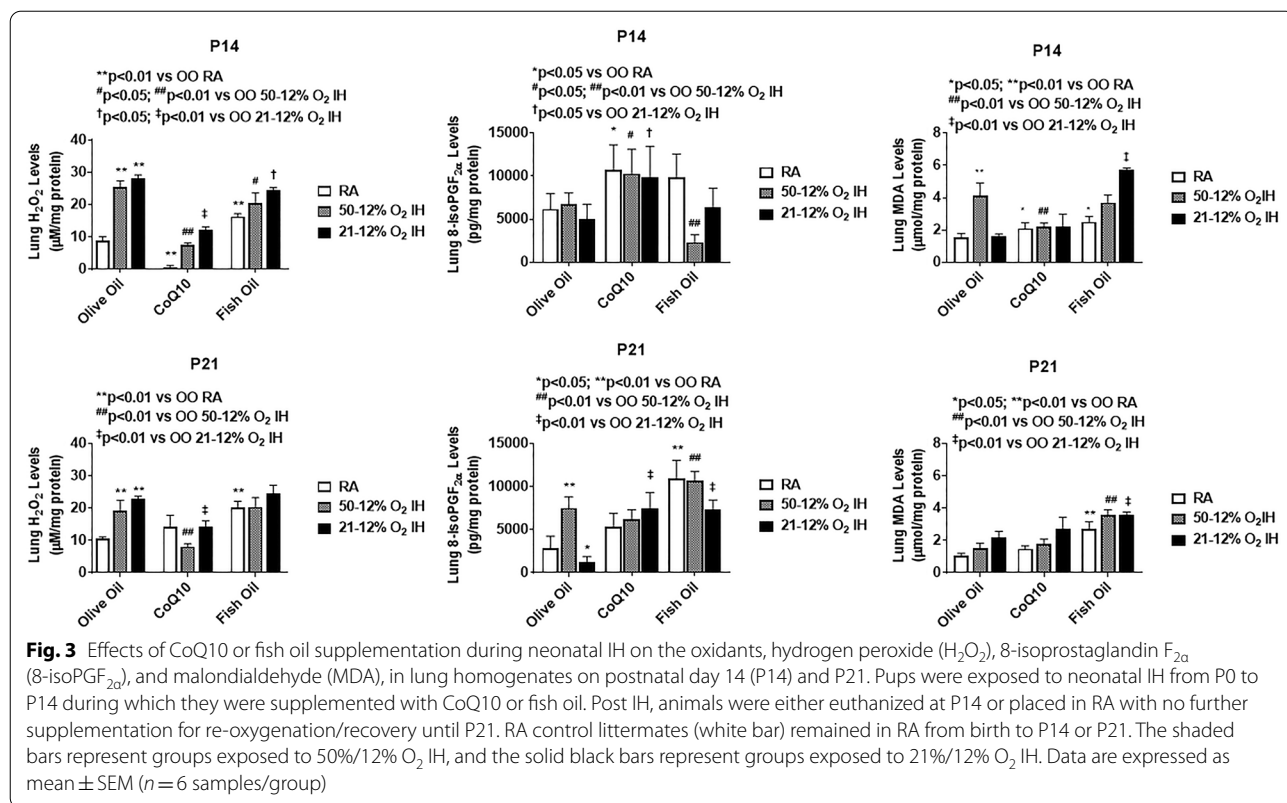 P14
**p<0.01 vs OO RA
#p<0.05; ##p<0.01 vs OO 50-12% O2 IH
†p<0.05; ‡p<0.01 vs OO 21-12% O2 IH
Lung H2O2 Levels
(µM/mg protein)
40
30
20
10
0
**
**
**
##
‡
**
#
†
RA
50-12% O2 IH
21-12% O2 IH
Olive Oil
CoQ10
Fish Oil
P14
*p<0.05 vs OO RA
#p<0.05; ##p<0.01 vs OO 50-12% O2 IH
†p<0.05 vs OO 21-12% O2 IH
Lung 8-isoPGF2α Levels
(pg/mg protein)
15000
10000
5000
0
*
#
†
##
RA
50-12% O2 IH
21-12% O2 IH
Olive Oil
CoQ10
Fish Oil
P14
*p<0.05; **p<0.01 vs OO RA
##p<0.01 vs OO 50-12% O2 IH
‡p<0.01 vs OO 21-12% O2 IH
Lung MDA Levels
(µmol/mg protein)
6
4
2
0
**
*
##
*
‡
RA
50-12% O2IH
21-12% O2 IH
Olive Oil
CoQ10
Fish Oil
P21
**p<0.01 vs OO RA
##p<0.01 vs OO 50-12% O2 IH
‡p<0.01 vs OO 21-12% O2 IH
Lung H2O2 Levels
(µM/mg protein)
40
30
20
10
0
**
**
##
‡
**
RA
50-12% O2 IH
21-12% O2 IH
Olive Oil
CoQ10
Fish Oil
P21
*p<0.05; **p<0.01 vs OO RA
##p<0.01 vs OO 50-12% O2 IH
‡p<0.01 vs OO 21-12% O2 IH
Lung 8-isoPGF2α Levels
(pg/mg protein)
15000
10000
5000
0
**
*
‡
**
##
‡
RA
50-12% O2 IH
21-12% O2 IH
Olive Oil
CoQ10
Fish Oil
P21
*p<0.05; **p<0.01 vs OO RA
##p<0.01 vs OO 50-12% O2 IH
‡p<0.01 vs OO 21-12% O2 IH
Lung MDA Levels
(µmol/mg protein)
6
4
2
0
**
##
‡
RA
50-12% O2IH
21-12% O2 IH
Olive Oil
CoQ10
Fish Oil
Fig. 3 Effects of CoQ10 or fish oil supplementation during neonatal IH on the oxidants, hydrogen peroxide (H2O2), 8-isoprostaglandin F2α
(8-isoPGF2α), and malondialdehyde (MDA), in lung homogenates on postnatal day 14 (P14) and P21. Pups were exposed to neonatal IH from P0 to
P14 during which they were supplemented with CoQ10 or fish oil. Post IH, animals were either euthanized at P14 or placed in RA with no further
supplementation for re-oxygenation/recovery until P21. RA control littermates (white bar) remained in RA from birth to P14 or P21. The shaded
bars represent groups exposed to 50%/12% O2 IH, and the solid black bars represent groups exposed to 21%/12% O2 IH. Data are expressed as
mean ± SEM (n = 6 samples/group)